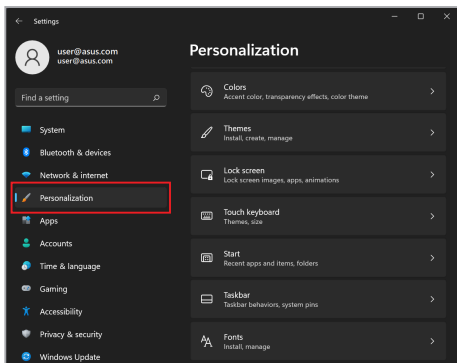 Settings
user@asus.com
user@asus.com
Find a setting
System
Bluetooth & devices
Network & internet
Personalization
Apps
Accounts
Time & language
Gaming
Accessibility
Privacy & security
Windows Update
Personalization
Colors
Accent color, transparency effects, color theme
Themes
Install, create, manage
Lock screen
Lock screen images, apps, animations
Touch keyboard
Themes, size
Start
Recent apps and items, folders
Taskbar
Taskbar behaviors, system pins
Fonts
Install, manage